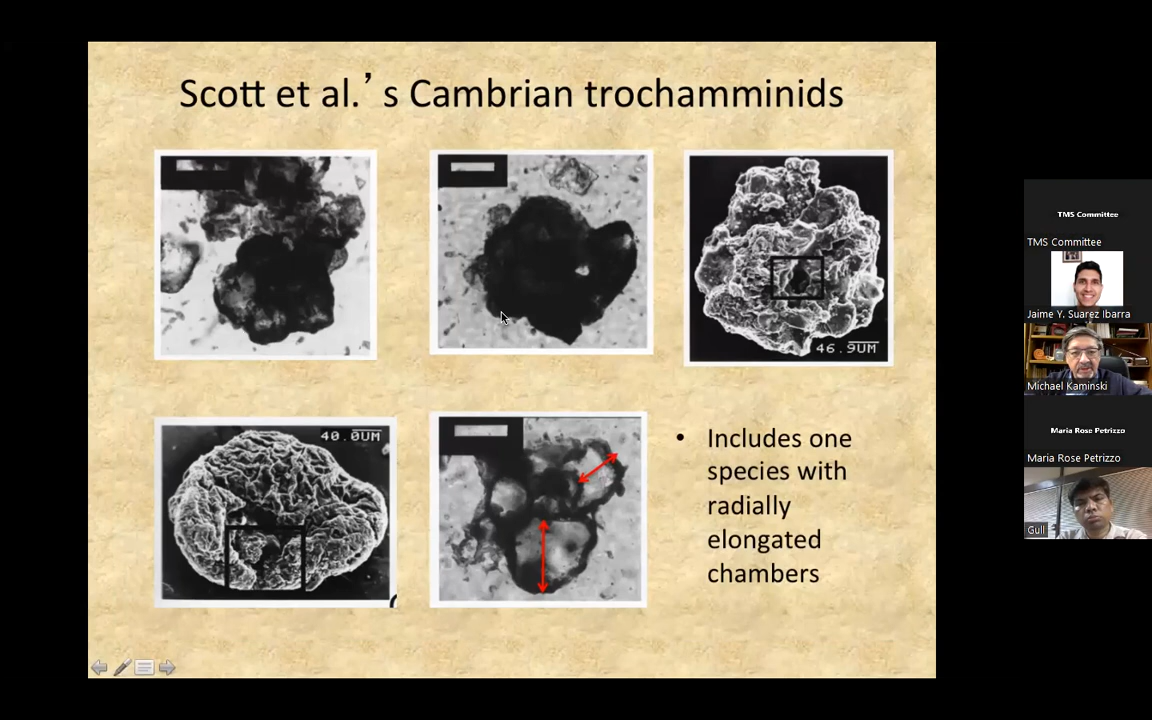 Scott et al.’s Cambrian trochamminids
46.9UM
40.0UM
• Includes one
species with
radially
elongated
chambers
TMS Committee
TMS Committee
Jaime Y. Suarez Ibarra
Michael Kaminski
Maria Rose Petrizzo
Maria Rose Petrizzo
Gull